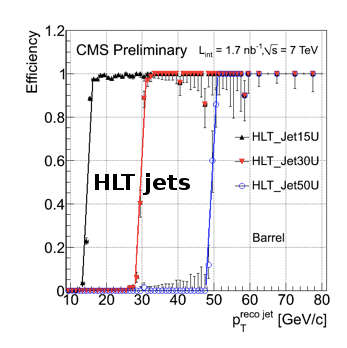 CMS Preliminary
L_int = 1.7 nb⁻¹, √s = 7 TeV
Efficiency
1.2
1
0.8
0.6
0.4
0.2
0
HLT_Jet15U
HLT_Jet30U
HLT_Jet50U
HLT jets
Barrel
10 20 30 40 50 60 70 80
p_T^reco jet [GeV/c]